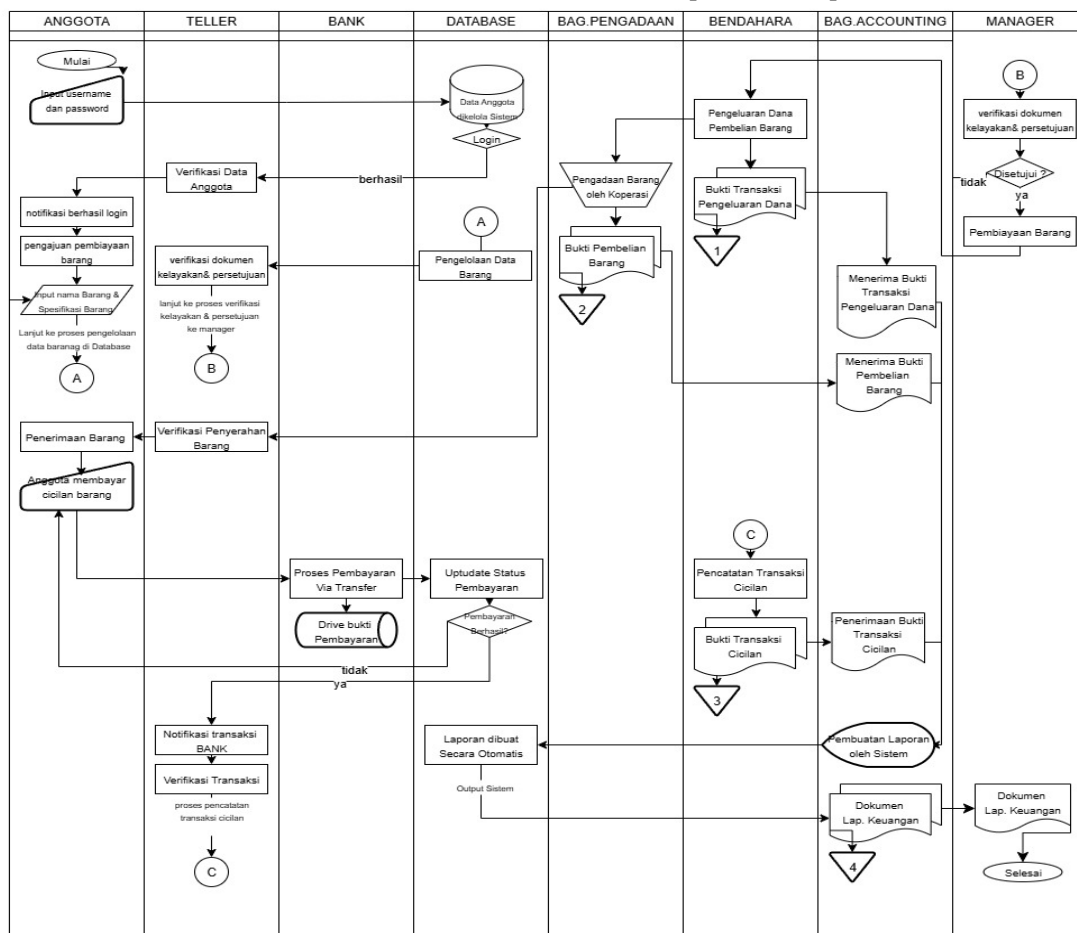 ANGGOTA
TELLER
BANK
DATABASE
BAG.PENGADAAN
BENDAHARA
BAG.ACCOUNTING
MANAGER
Mulai
Input username
dan password
Data Anggota
dikelola Sistem
Login
berhasil
Verifikasi Data
Anggota
notifikasi berhasil login
pengajuan pembiayaan
barang
Input nama Barang &
Spesifikasi Barang
Lanjut ke proses pengelolaan
data baranag di Database
A
A
Pengelolaan Data
Barang
verifikasi dokumen
kelayakan& persetujuan
lanjut ke proses verifikasi
kelayakan & persetujuan
ke manager
B
B
verifikasi dokumen
kelayakan& persetujuan
Disetujui ?
tidak
ya
Pembiayaan Barang
Pengeluaran Dana
Pembelian Barang
Bukti Transaksi
Pengeluaran Dana
1
Pengadaan Barang
oleh Koperasi
Bukti Pembelian
Barang
2
Menerima Bukti
Transaksi
Pengeluaran Dana
Menerima Bukti
Pembelian
Barang
Verifikasi Penyerahan
Barang
Penerimaan Barang
Anggota membayar
cicilan barang
Proses Pembayaran
Via Transfer
Drive bukti
Pembayaran
Uptudate Status
Pembayaran
Pembayaran
Berhasil?
tidak
ya
Notifikasi transaksi
BANK
Verifikasi Transaksi
proses pencatatan
transaksi cicilan
C
C
Pencatatan Transaksi
Cicilan
Bukti Transaksi
Cicilan
3
Penerimaan Bukti
Transaksi
Cicilan
Pembuatan Laporan
oleh Sistem
Laporan dibuat
Secara Otomatis
Output Sistem
Dokumen
Lap. Keuangan
4
Dokumen
Lap. Keuangan
Selesai